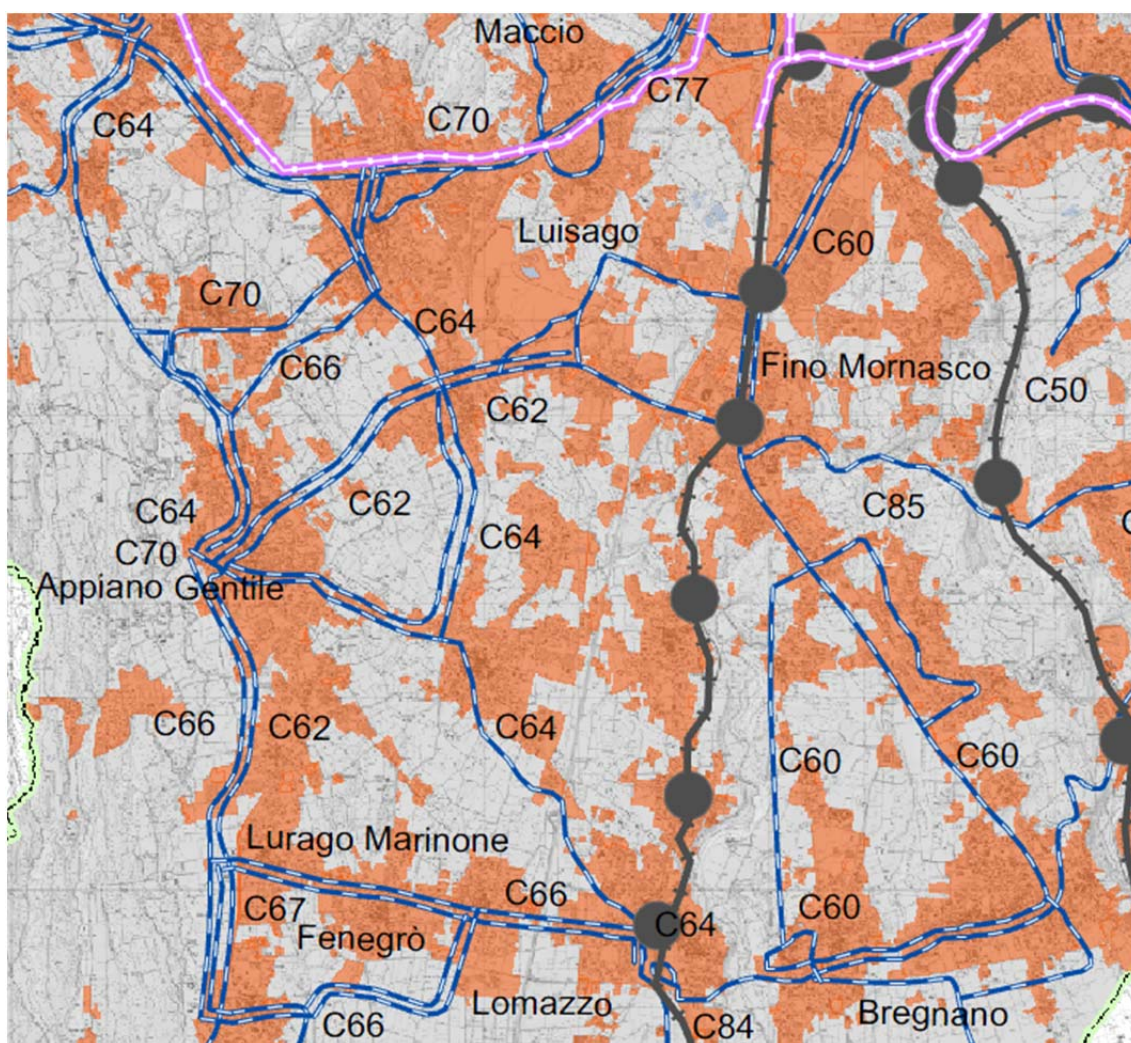 Maccio
C77
C70
C64
Luisago
C60
C70
C64
C66
Fino Mornasco
C50
C62
C62
C85
C64
C64
C70
Appiano Gentile
C66
C62
C64
C60
C60
Lurago Marinone
C66
C67
C60
C64
Fenegrò
Lomazzo
Bregnano
C66
C84